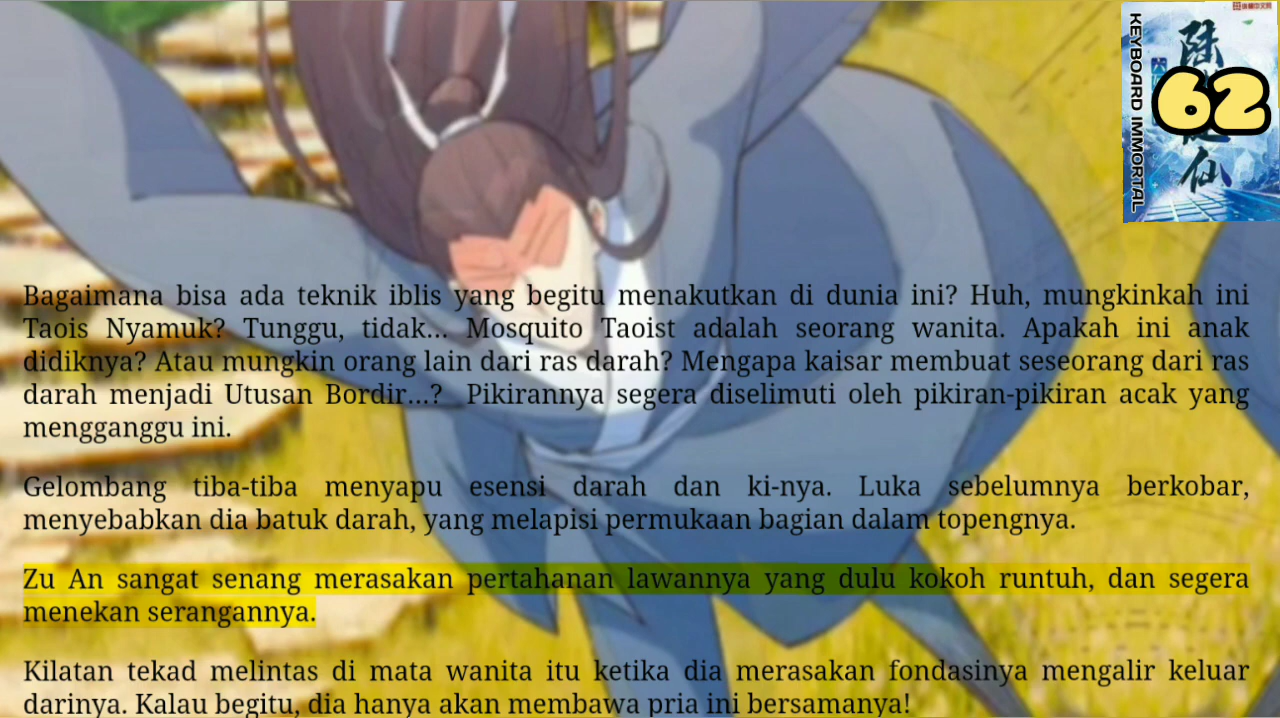 KEYBOARD IMMORTAL
62
仙
Bagaimana bisa ada teknik iblis yang begitu menakutkan di dunia ini? Huh, mungkinkah ini
Taois Nyamuk? Tunggu, tidak... Mosquito Taoist adalah seorang wanita. Apakah ini anak
didiknya? Atau mungkin orang lain dari ras darah? Mengapa kaisar membuat seseorang dari ras
darah menjadi Utusan Bordir...? Pikirannya segera diselimuti oleh pikiran-pikiran acak yang
mengganggu ini.
Gelombang tiba-tiba menyapu esensi darah dan ki-nya. Luka sebelumnya berkobar,
menyebabkan dia batuk darah, yang melapisi permukaan bagian dalam topengnya.
Zu An sangat senang merasakan pertahanan lawannya yang dulu kokoh runtuh, dan segera
menekan serangannya.
Kilatan tekad melintas di mata wanita itu ketika dia merasakan fondasinya mengalir keluar
darinya. Kalau begitu, dia hanya akan membawa pria ini bersamanya!